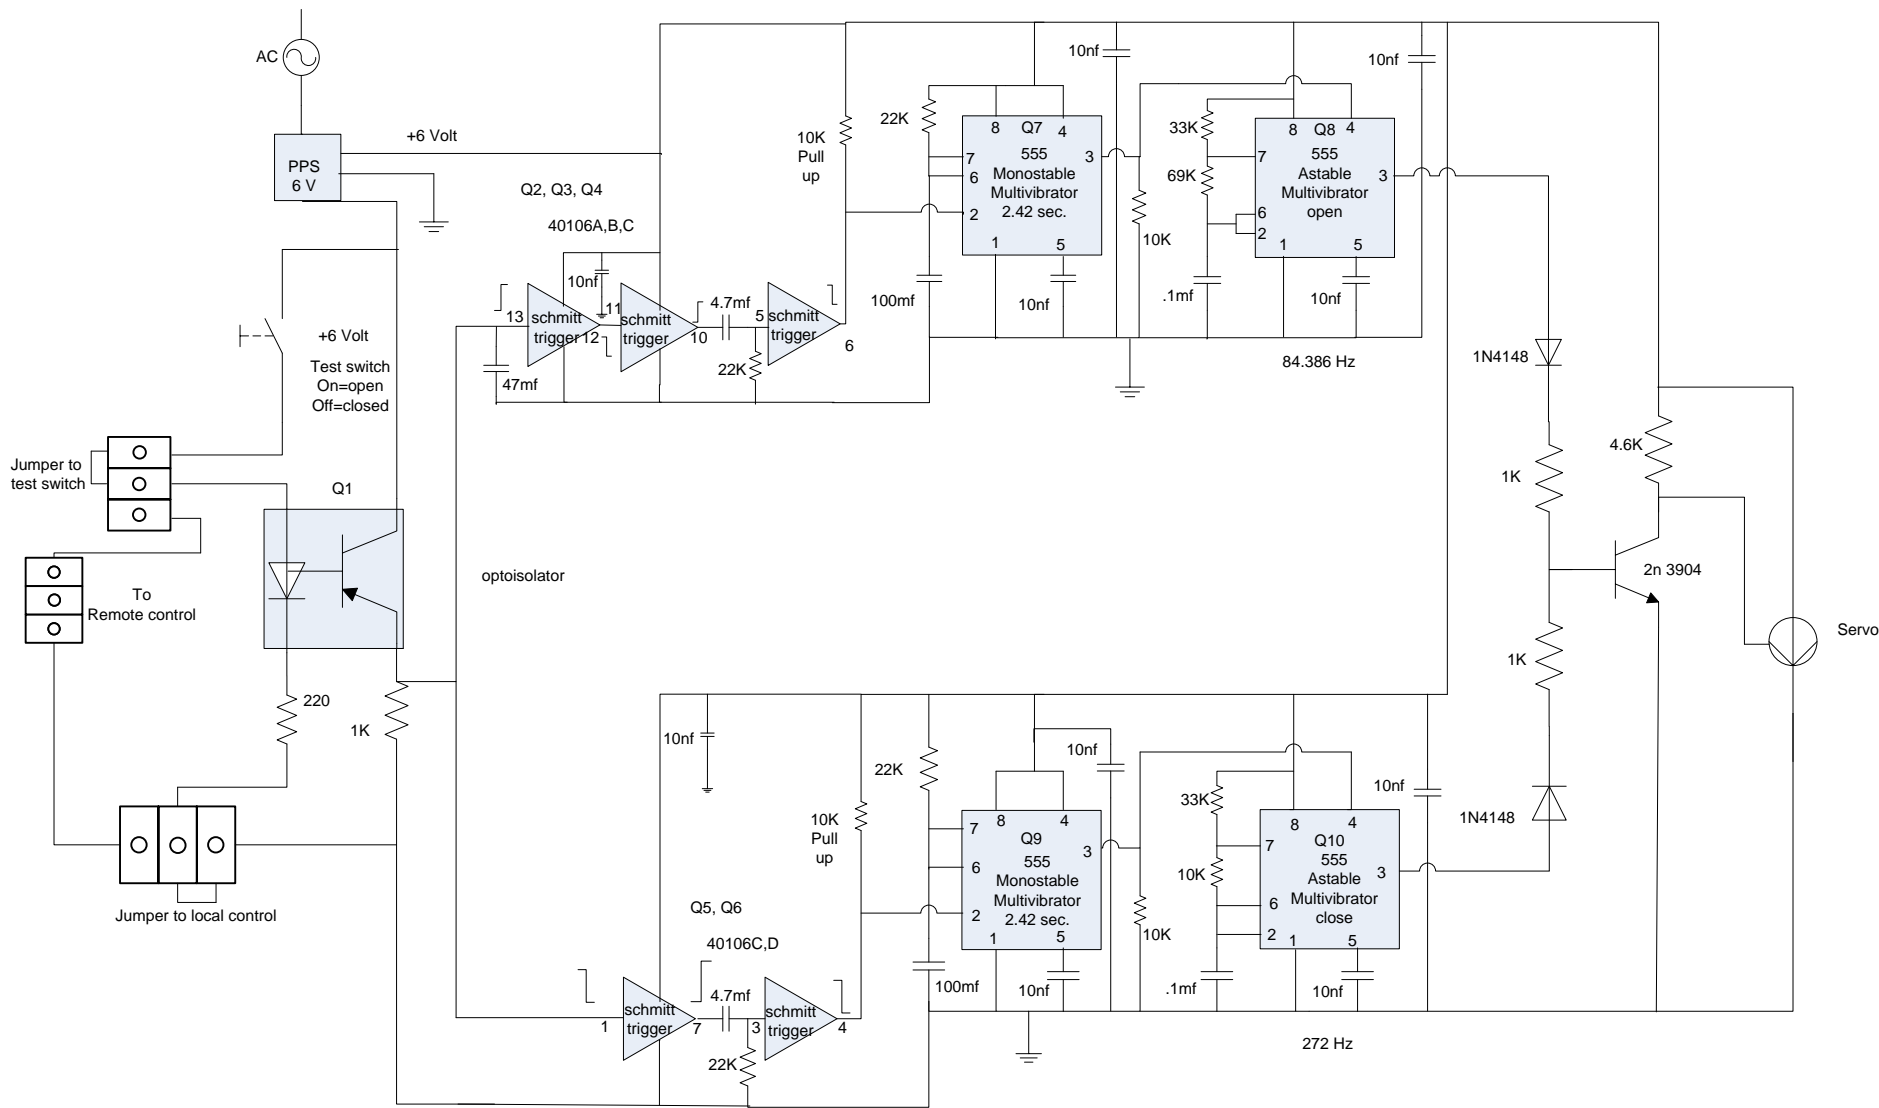 AC
PPS
6 V
+6 Volt
Q2, Q3, Q4
40106A,B,C
10nf
13
schmitt
trigger
12
11
schmitt
trigger
10
4.7mf
5
schmitt
trigger
6
22K
47mf
10K
Pull
up
22K
100mf
8
Q7
4
555
Monostable
Multivibrator
2.42 sec.
7
6
2
3
1
5
10nf
10nf
10K
33K
69K
.1mf
8
Q8
4
555
Astable
Multivibrator
open
7
6
2
3
1
5
10nf
10nf
84.386 Hz
+6 Volt
Test switch
On=open
Off=closed
Jumper to
test switch
Q1
optoisolator
To
Remote control
220
1K
Jumper to local control
1N4148
1K
4.6K
2n 3904
1K
1N4148
Servo
10nf
10K
Pull
up
22K
10nf
8
4
Q9
555
Monostable
Multivibrator
2.42 sec.
7
6
2
3
1
5
100mf
10nf
10K
33K
10K
.1mf
8
4
Q10
555
Astable
Multivibrator
close
7
6
2
3
1
5
10nf
10nf
272 Hz
Q5, Q6
40106C,D
1
schmitt
trigger
7
4.7mf
3
schmitt
trigger
4
22K